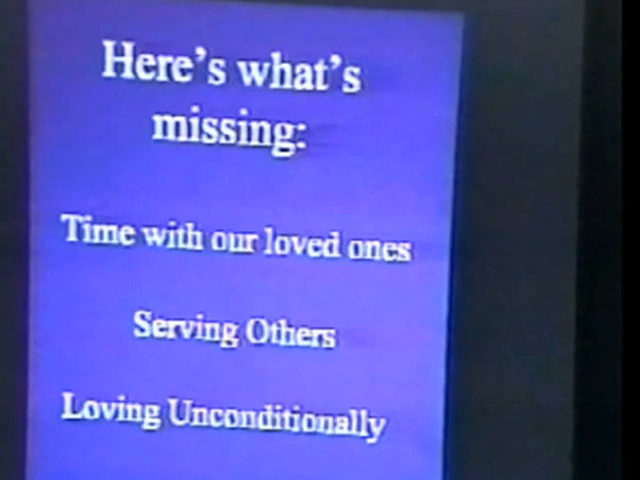 Here's what's
missing:
Time with our loved ones
Serving Others
Loving Unconditionally